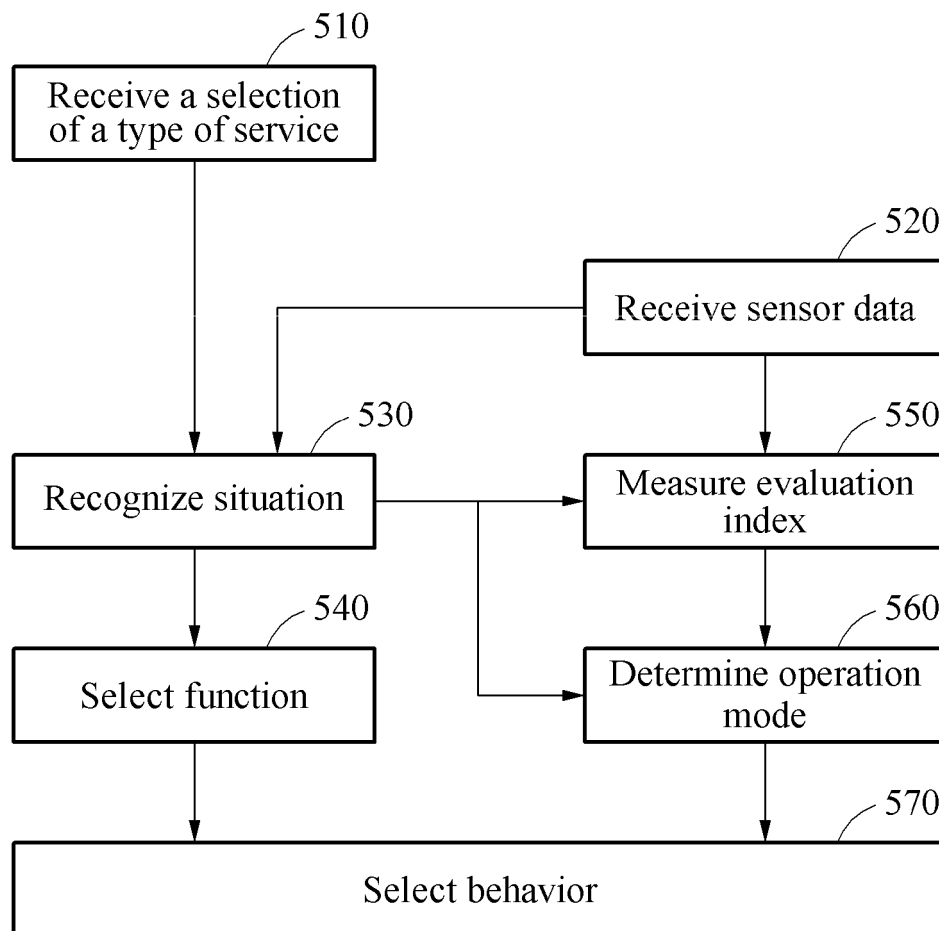 510
Receive a selection
of a type of service
520
Receive sensor data
530
Recognize situation
550
Measure evaluation
index
540
Select function
560
Determine operation
mode
570
Select behavior